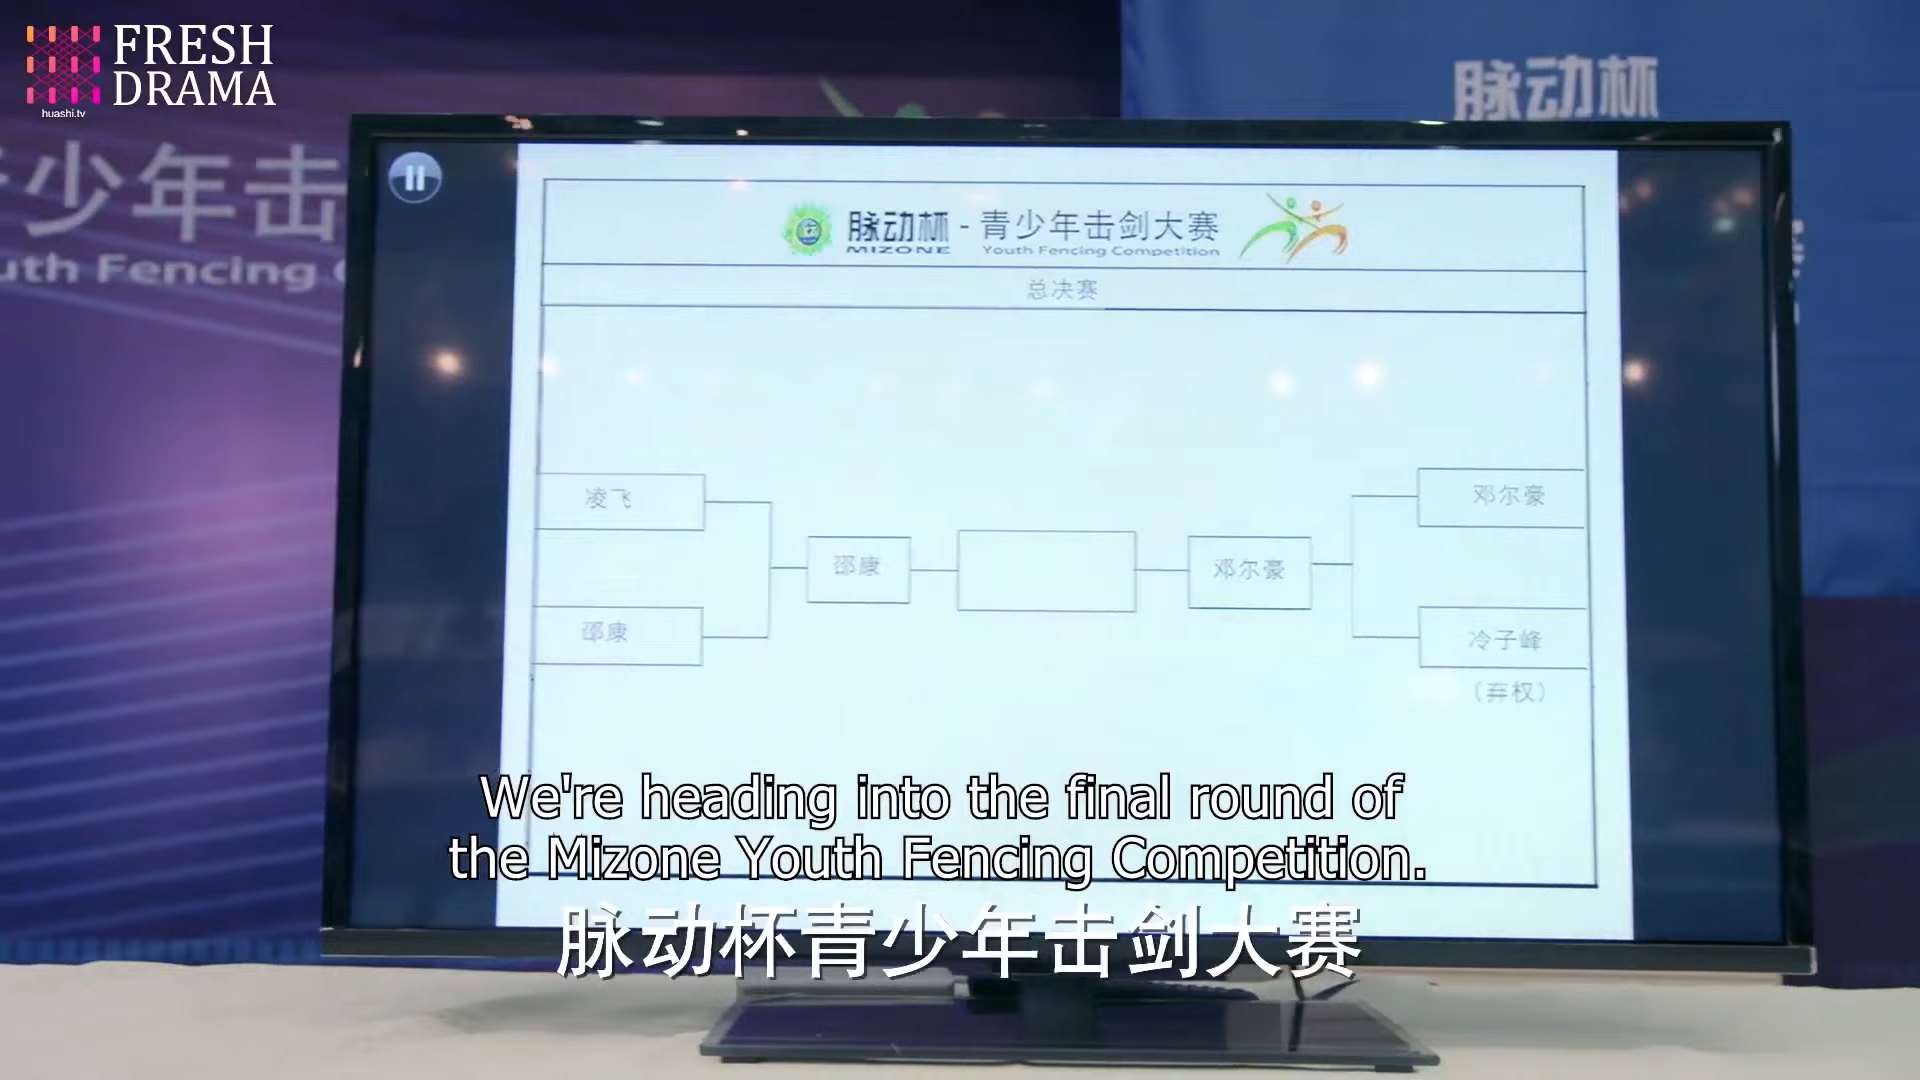 FRESH
DRAMA
huashi.tv
脉动杯
少年击
uth Fencing
脉动杯-青少年击剑大赛
MIZONE Youth Fencing Competition
总决赛
凌飞
邓尔豪
邵康
邓尔豪
邵康
冷子峰
（弃权）
We're heading into the final round of
the Mizone Youth Fencing Competition.
脉动杯青少年击剑大赛